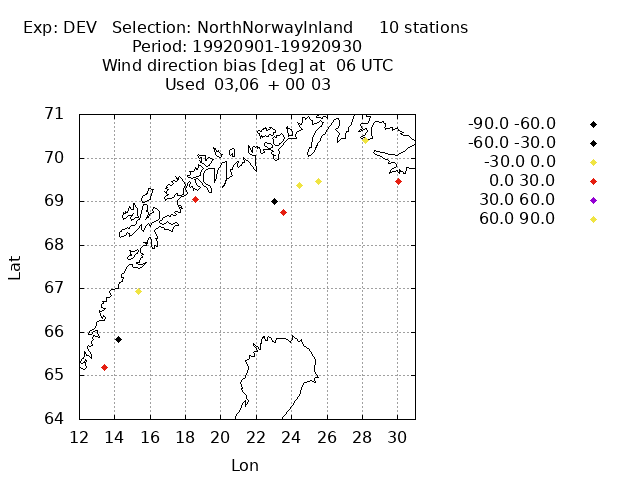 Exp: DEV   Selection: NorthNorwayInland     10 stations
Period: 19920901-19920930
Wind direction bias [deg] at  06 UTC
Used  03,06  + 00 03
71
70
69
68
67
66
65
64
Lat
12 14 16 18 20 22 24 26 28 30
Lon
-90.0 -60.0
-60.0 -30.0
-30.0 0.0
0.0 30.0
30.0 60.0
60.0 90.0